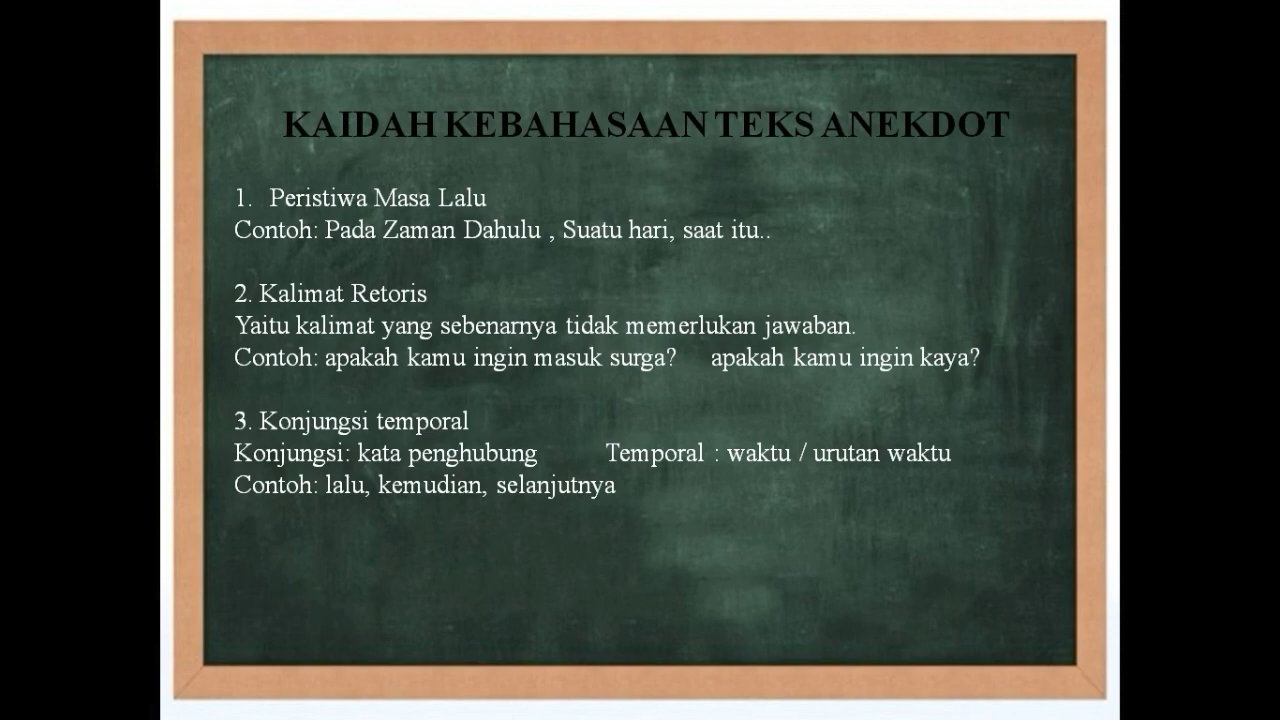 KAIDAH KEBAHASAAN TEKS ANEKDOT
1. Peristiwa Masa Lalu
Contoh: Pada Zaman Dahulu , Suatu hari, saat itu..
2. Kalimat Retoris
Yaitu kalimat yang sebenarnya tidak memerlukan jawaban.
Contoh: apakah kamu ingin masuk surga? apakah kamu ingin kaya?
3. Konjungsi temporal
Konjungsi: kata penghubung Temporal : waktu / urutan waktu
Contoh: lalu, kemudian, selanjutnya